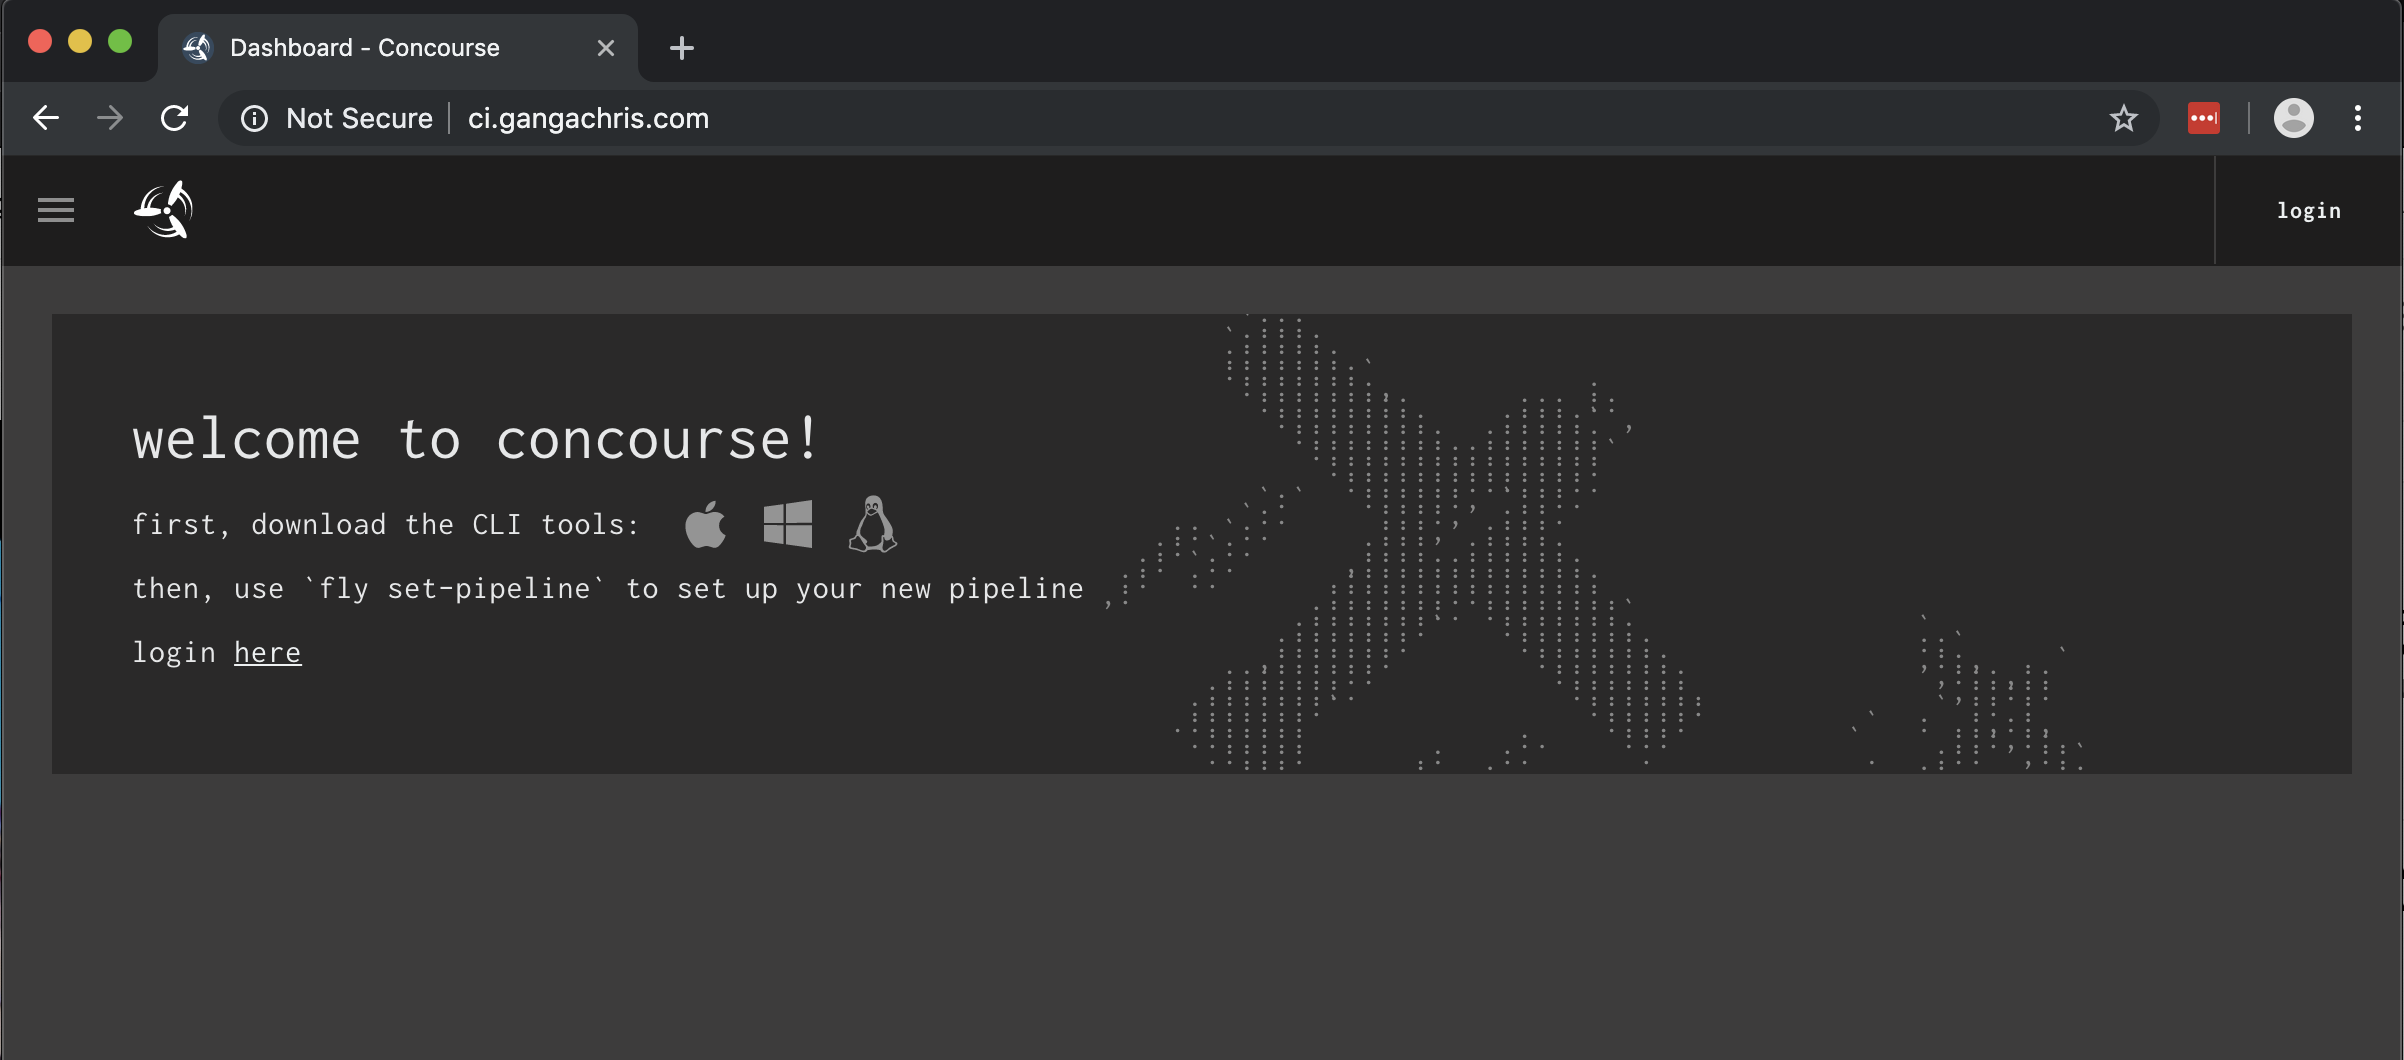 Dashboard - Concourse
Not Secure ci.gangachris.com
login
welcome to concourse!
first, download the CLI tools:
then, use `fly set-pipeline` to set up your new pipeline
login here